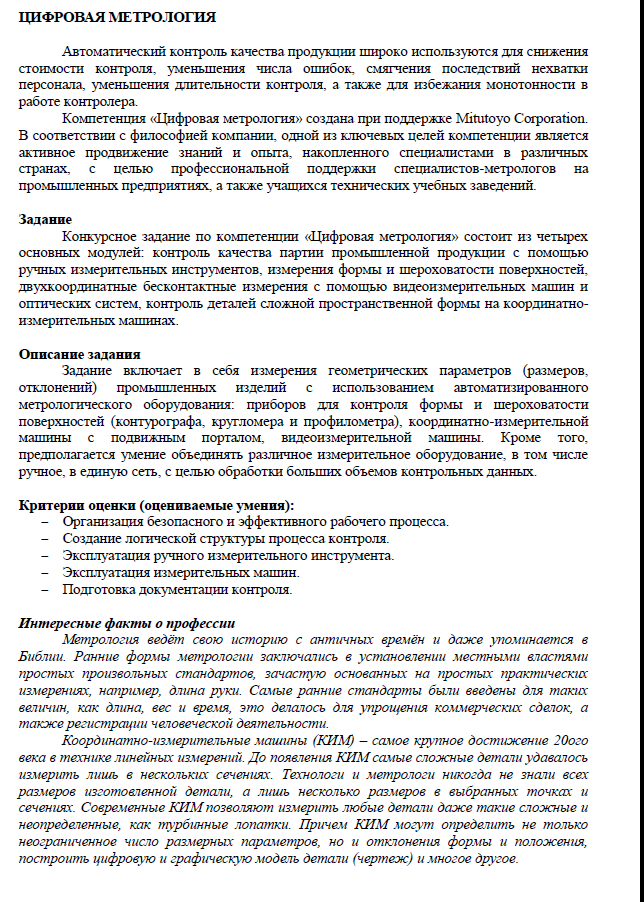 ЦИФРОВАЯ МЕТРОЛОГИЯ
Автоматический контроль качества продукции широко используются для снижения
стоимости контроля, уменьшения числа ошибок, смягчения последствий нехватки
персонала, уменьшения длительности контроля, а также для избежания монотонности в
работе контролера.
Компетенция «Цифровая метрология» создана при поддержке Mitutoyo Corporation.
В соответствии с философией компании, одной из ключевых целей компетенции является
активное продвижение знаний и опыта, накопленного специалистами в различных
странах, с целью профессиональной поддержки специалистов-метрологов на
промышленных предприятиях, а также учащихся технических учебных заведений.
Задание
Конкурсное задание по компетенции «Цифровая метрология» состоит из четырех
основных модулей: контроль качества партии промышленной продукции с помощью
ручных измерительных инструментов, измерения формы и шероховатости поверхностей,
двухкоординатные бесконтактные измерения с помощью видеоизмерительных машин и
оптических систем, контроль деталей сложной пространственной формы на координатно-
измерительных машинах.
Описание задания
Задание включает в себя измерения геометрических параметров (размеров,
отклонений) промышленных изделий с использованием автоматизированного
метрологического оборудования: приборов для контроля формы и шероховатости
поверхностей (контурографа, кругломера и профилометра), координатно-измерительной
машины с подвижным порталом, видеоизмерительной машины. Кроме того,
предполагается умение объединять различное измерительное оборудование, в том числе
ручное, в единую сеть, с целью обработки больших объемов контрольных данных.
Критерии оценки (оцениваемые умения):
– Организация безопасного и эффективного рабочего процесса.
– Создание логической структуры процесса контроля.
– Эксплуатация ручного измерительного инструмента.
– Эксплуатация измерительных машин.
– Подготовка документации контроля.
Интересные факты о профессии
Метрология ведёт свою историю с античных времён и даже упоминается в
Библии. Ранние формы метрологии заключались в установлении местными властями
простых произвольных стандартов, зачастую основанных на простых практических
измерениях, например, длина руки. Самые ранние стандарты были введены для таких
величин, как длина, вес и время, это делалось для упрощения коммерческих сделок, а
также регистрации человеческой деятельности.
Координатно-измерительные машины (КИМ) – самое крупное достижение 20ого
века в технике линейных измерений. До появления КИМ самые сложные детали удавалось
измерить лишь в нескольких сечениях. Технологи и метрологи никогда не знали всех
размеров изготовленной детали, а лишь несколько размеров в выбранных точках и
сечениях. Современные КИМ позволяют измерить любые детали даже такие сложные и
неопределенные, как турбинные лопатки. Причем КИМ могут определить не только
неограниченное число размерных параметров, но и отклонения формы и положения,
построить цифровую и графическую модель детали (чертеж) и многое другое.